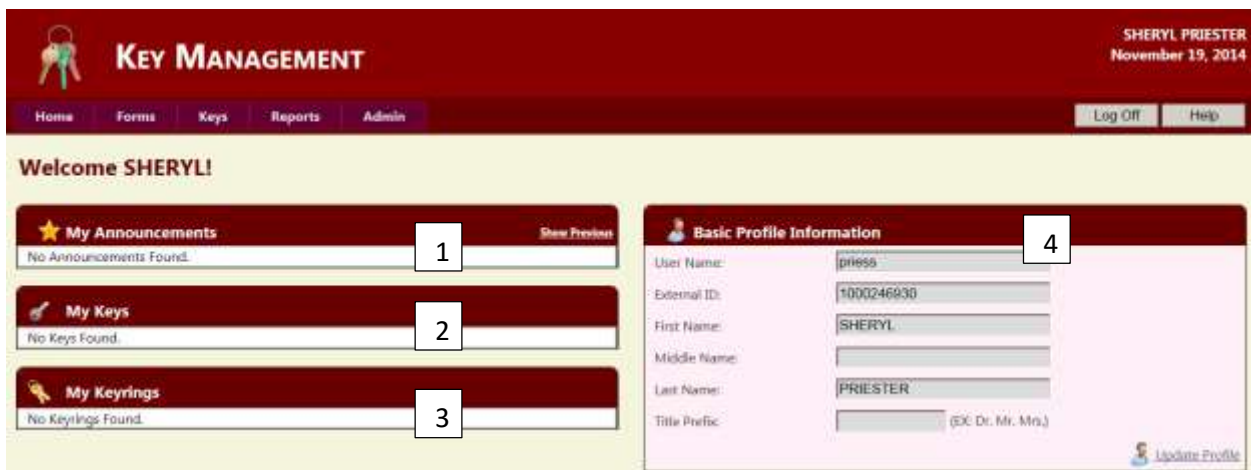 KEY MANAGEMENT
SHERYL PRIESTER
November 19, 2014
Home Forms Keys Reports Admin
Log Off Help
Welcome SHERYL!
My Announcements 1 Show Previous
No Announcements Found.
My Keys
2
No Keys Found.
My Keyrings
3
No Keyrings Found.
Basic Profile Information 4
User Name: priess
External ID: 1000246930
First Name: SHERYL
Middle Name:
Last Name: PRIESTER
Title Prefix: (EX: Dr. Mr. Mrs.)
Update Profile